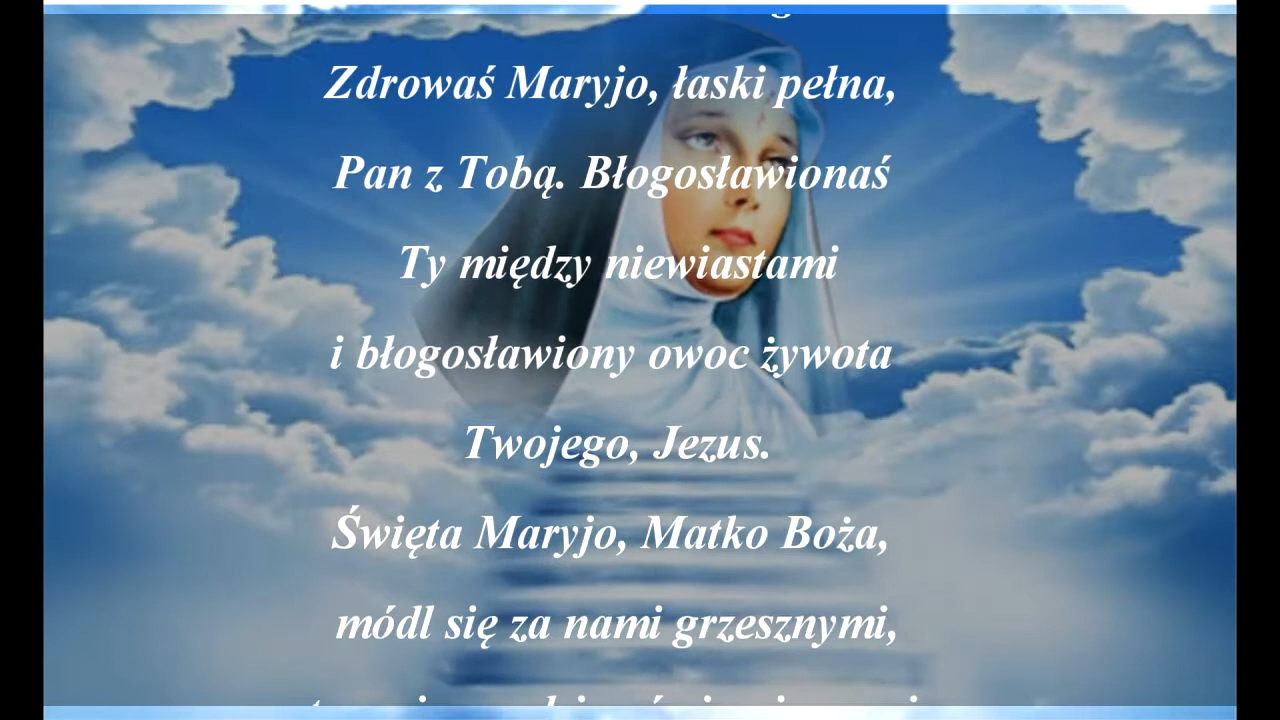 Zdrowaś Maryjo, łaski pełna,
Pan z Tobą. Błogosławionaś
Ty między niewiastami
i błogosławiony owoc żywota
Twojego, Jezus.
Święta Maryjo, Matko Boża,
módl się za nami grzesznymi,